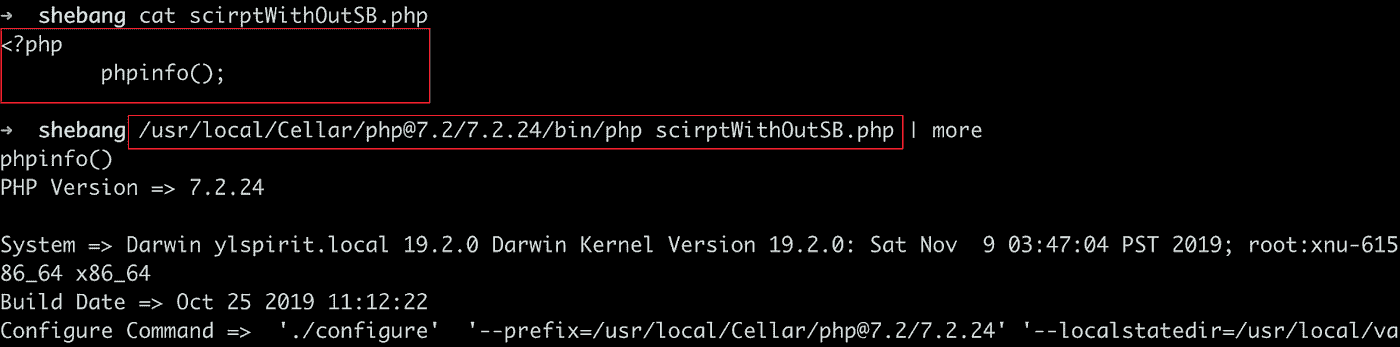 ➜ shebang cat scirptWithOutSB.php
<?php
phpinfo();
➜ shebang /usr/local/Cellar/php@7.2/7.2.24/bin/php scirptWithOutSB.php | more
phpinfo()
PHP Version => 7.2.24
System => Darwin ylspirit.local 19.2.0 Darwin Kernel Version 19.2.0: Sat Nov  9 03:47:04 PST 2019; root:xnu-615
86_64 x86_64
Build Date => Oct 25 2019 11:12:22
Configure Command =>  './configure'  '--prefix=/usr/local/Cellar/php@7.2/7.2.24' '--localstatedir=/usr/local/va